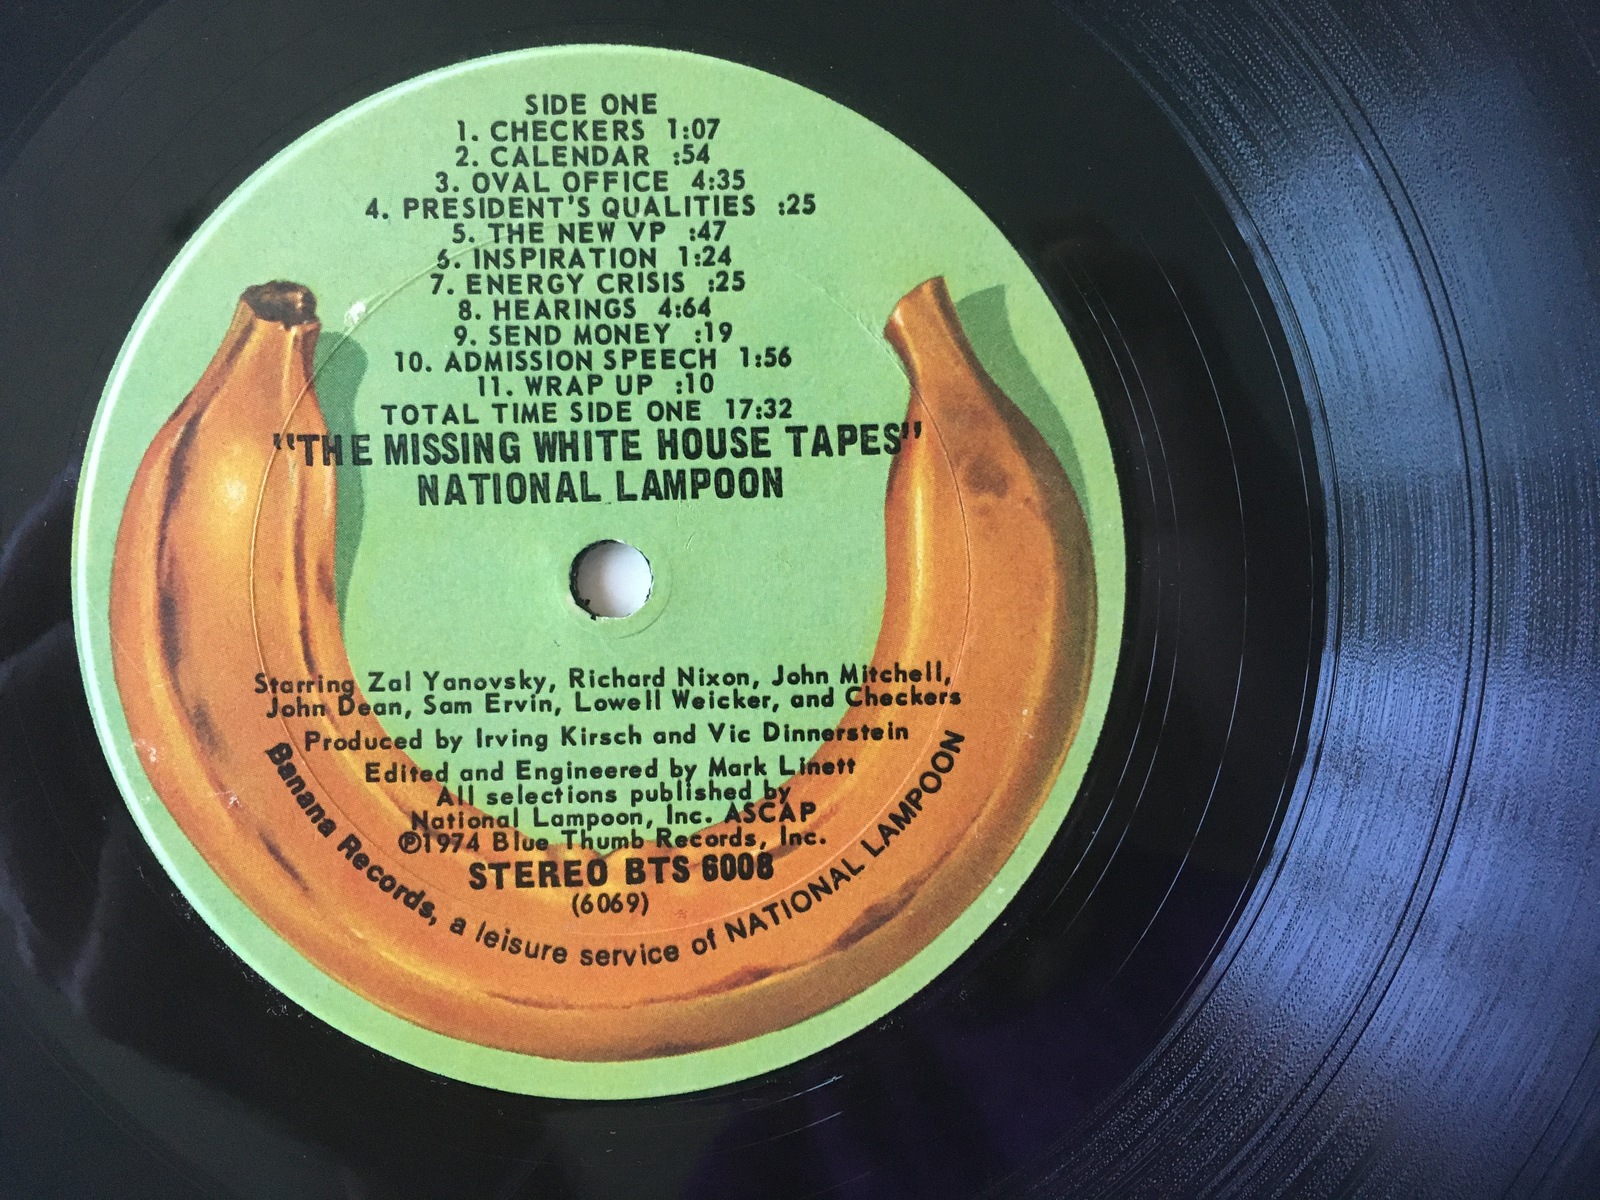 SIDE ONE
1. CHECKERS 1:07
2. CALENDAR :54
3. OVAL OFFICE 4:35
4. PRESIDENT'S QUALITIES :25
5. THE NEW VP :47
6. INSPIRATION 1:24
7. ENERGY CRISIS :25
8. HEARINGS 4:64
9. SEND MONEY :19
10. ADMISSION SPEECH 1:56
11. WRAP UP :10
TOTAL TIME SIDE ONE 17:32
"THE MISSING WHITE HOUSE TAPES"
NATIONAL LAMPOON
Starring Zal Yanovsky, Richard Nixon, John Mitchell,
John Dean, Sam Ervin, Lowell Weicker, and Checkers
Produced by Irving Kirsch and Vic Dinnerstein
Edited and Engineered by Mark Linett
All selections published by
National Lampoon, Inc. ASCAP
℗1974 Blue Thumb Records, Inc.
STEREO BTS 6008
(6069)
Banana Records, a leisure service of NATIONAL LAMPOON